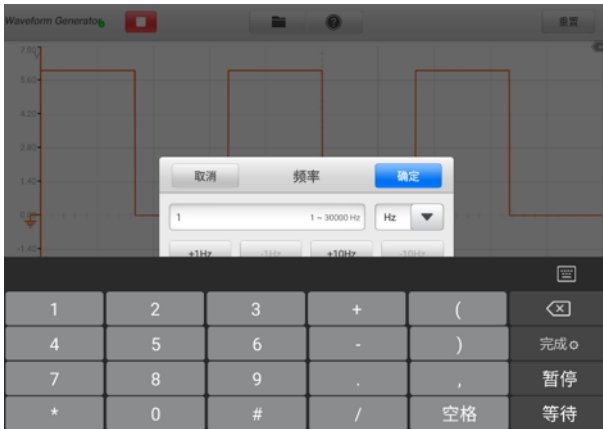 Waveform Generator
重置
7.00
5.60
4.20
2.80
1.40
-1.40
取消 频率 确定
1 1 ~ 30000 Hz Hz
+1Hz -1Hz +10Hz -10Hz
1 2 3 + (
4 5 6 - ) 完成
7 8 9 . , 暂停
* 0 # / 空格 等待